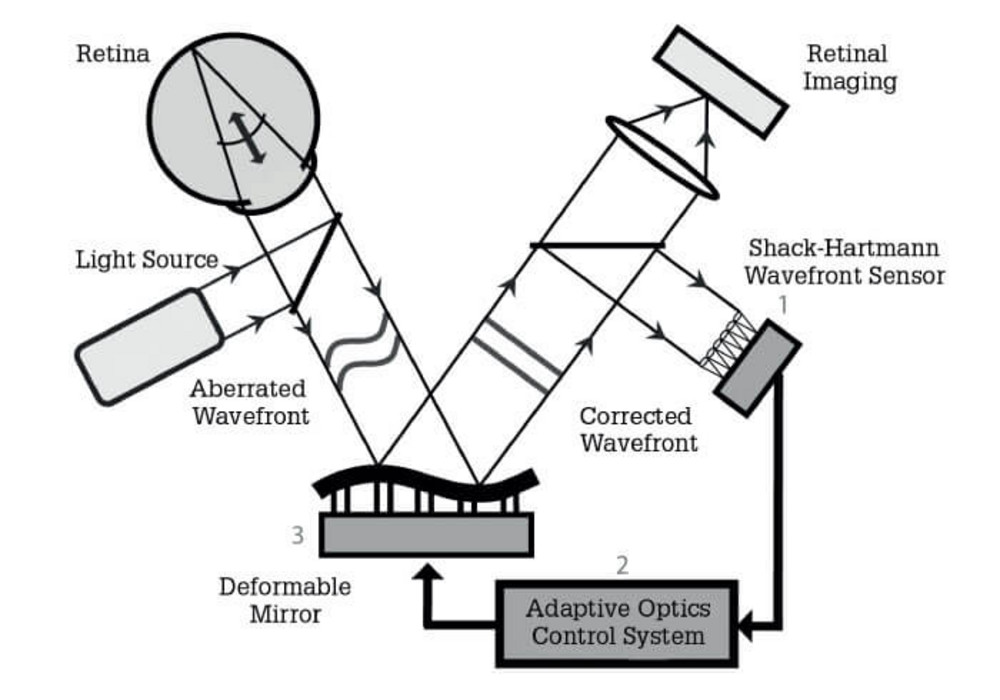 Retina
Retinal
Imaging
Light Source
Shack-Hartmann
Wavefront Sensor
1
Aberrated
Wavefront
Corrected
Wavefront
3
Deformable
Mirror
2
Adaptive Optics
Control System